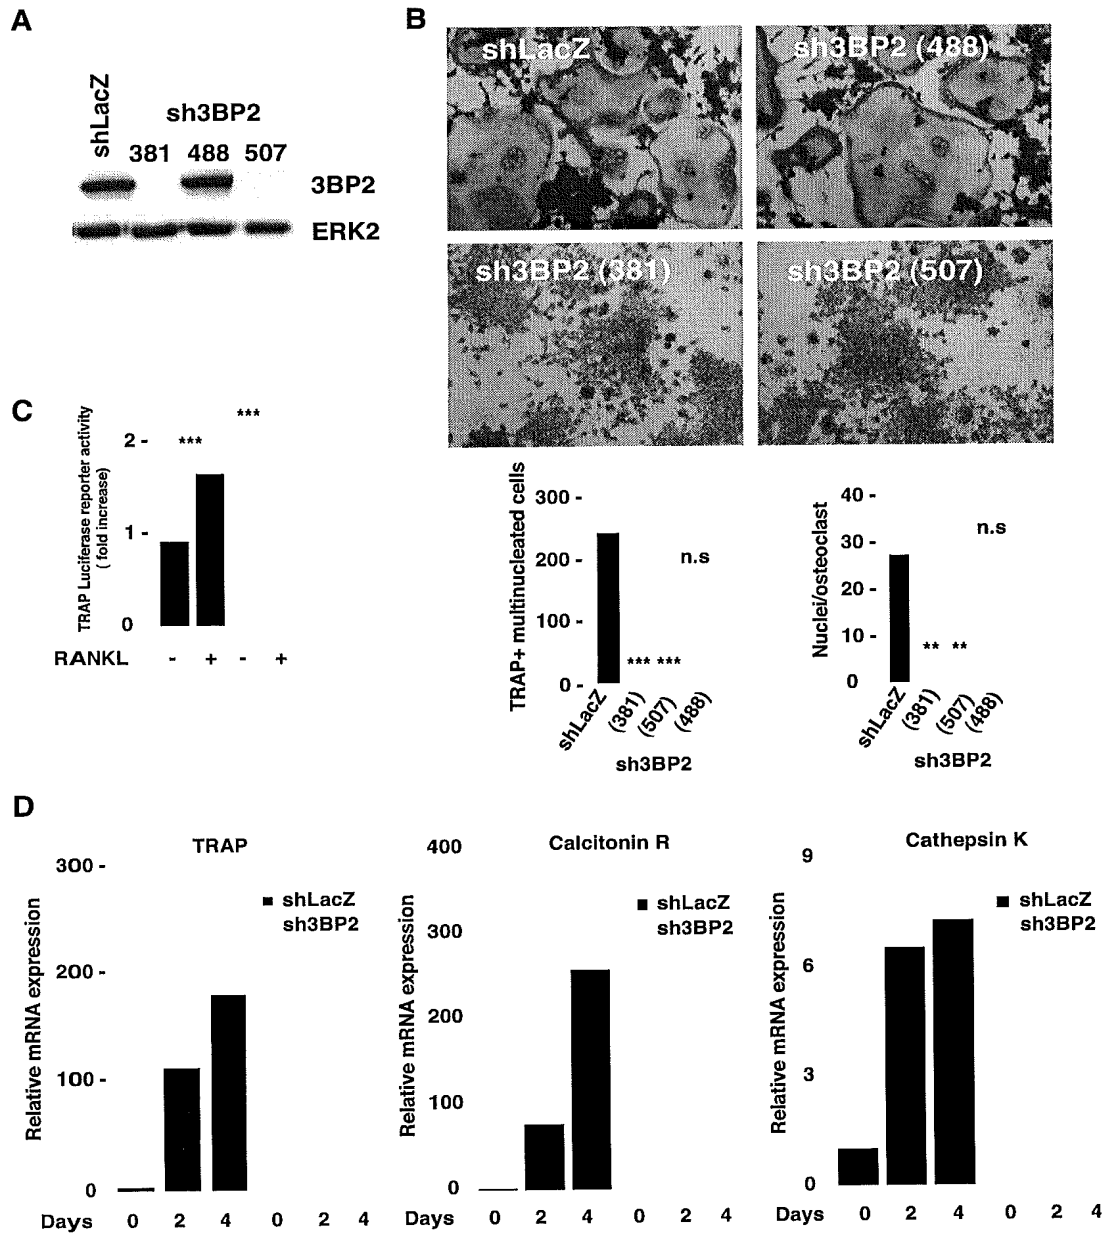 A
shLacZ
sh3BP2
381 488 507
3BP2
ERK2
B
shLacZ
sh3BP2 (488)
sh3BP2 (381)
sh3BP2 (507)
TRAP+ multinucleated cells
300 -
200 -
100 -
0 -
*** ***
n.s
shLacZ
(381)
(507)
(488)
sh3BP2
Nuclei/osteoclast
40 -
30 -
20 -
10 -
0
** **
n.s
shLacZ
(381)
(507)
(488)
sh3BP2
C
TRAP Luciferase reporter activity
( fold increase)
2 -
1 -
0
***
***
RANKL - + - +
D
TRAP
Relative mRNA expression
300 -
200 -
100 -
0
shLacZ
sh3BP2
Days 0 2 4 0 2 4
Calcitonin R
Relative mRNA expression
400
300
200
100
0
shLacZ
sh3BP2
Days 0 2 4 0 2 4
Cathepsin K
Relative mRNA expression
9
6
3
0
shLacZ
sh3BP2
Days 0 2 4 0 2 4